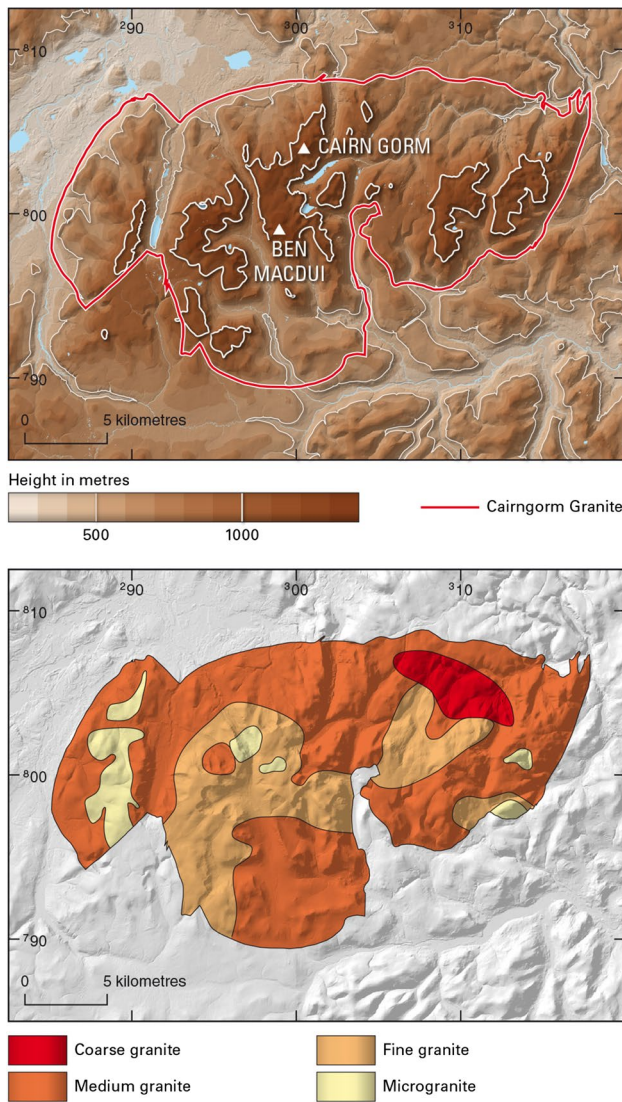 ²90
³00
³10
810
CAIRN GORM
800
BEN
MACDUI
790
0
5 kilometres
Height in metres
500
1000
Cairngorm Granite
²90
³00
³10
810
800
790
0
5 kilometres
Coarse granite
Fine granite
Medium granite
Microgranite